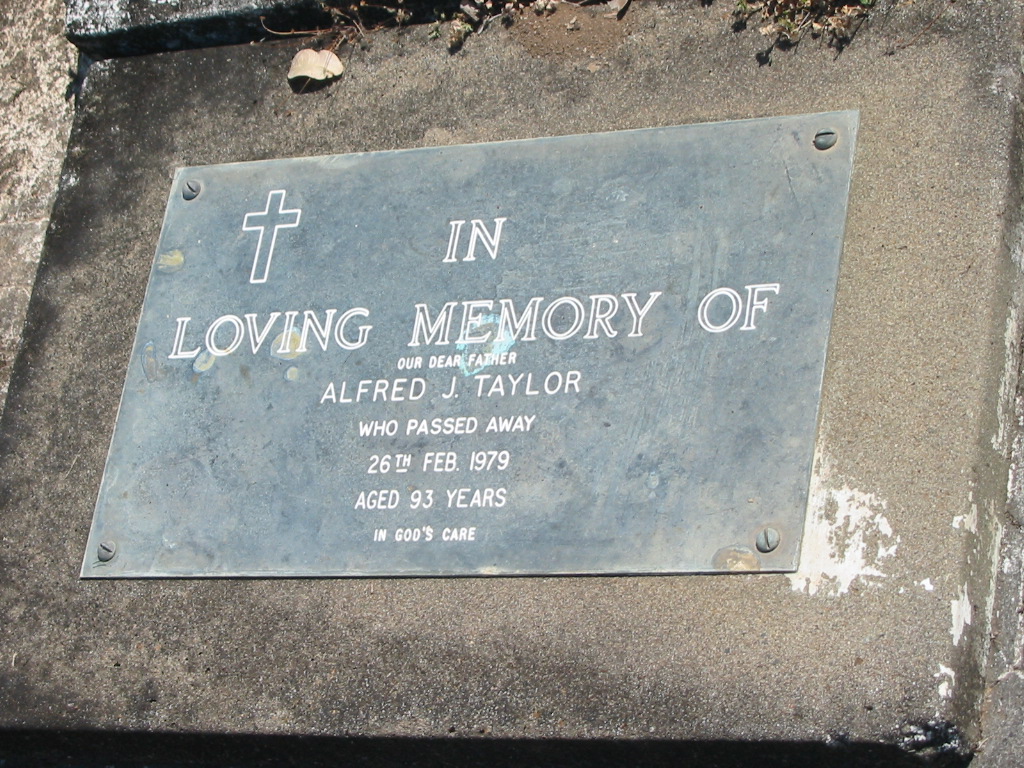 IN
LOVING MEMORY OF
OUR DEAR FATHER
ALFRED J. TAYLOR
WHO PASSED AWAY
26TH FEB. 1979
AGED 93 YEARS
IN GOD'S CARE